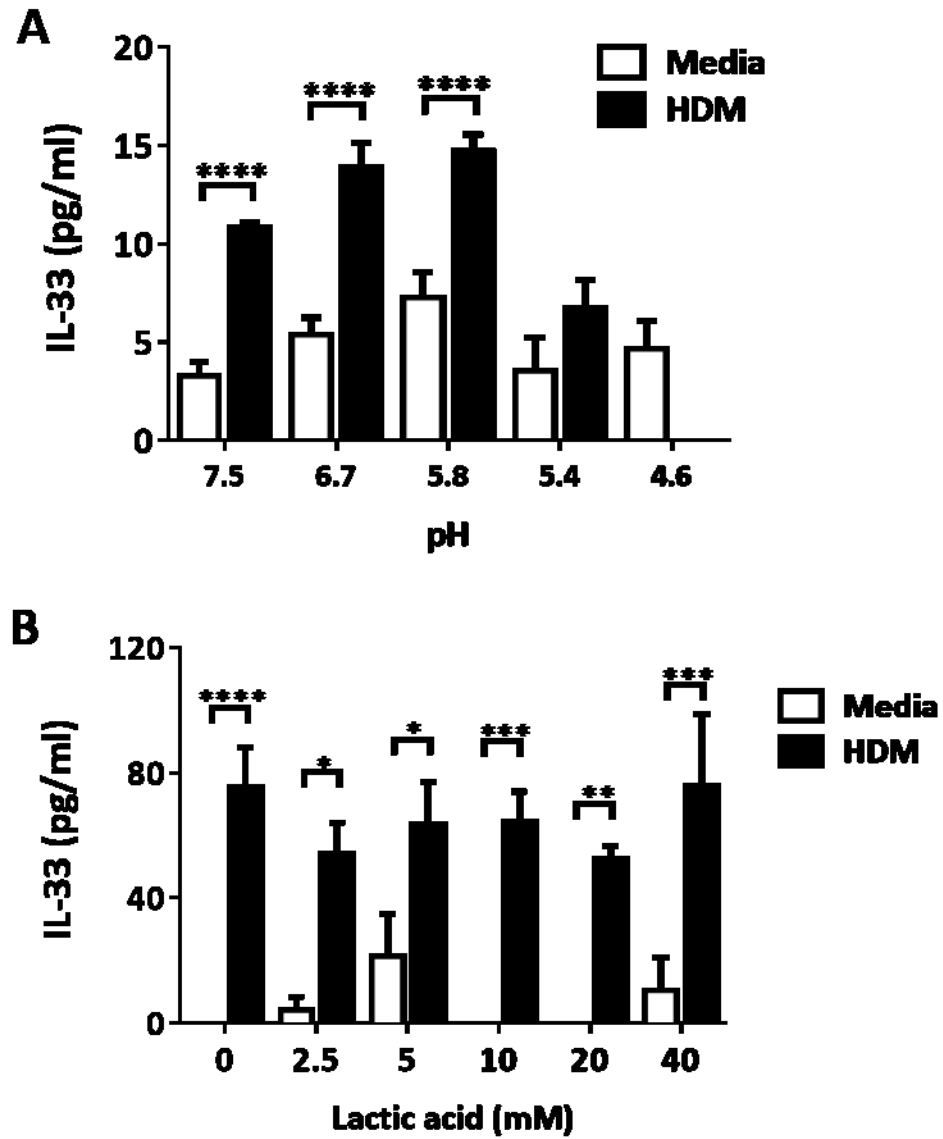 A
20
15
10
5
0
IL-33 (pg/ml)
Media
HDM
****
****
****
7.5 6.7 5.8 5.4 4.6
pH
B
120
80
40
0
IL-33 (pg/ml)
Media
HDM
****
*
*
***
**
***
0 2.5 5 10 20 40
Lactic acid (mM)